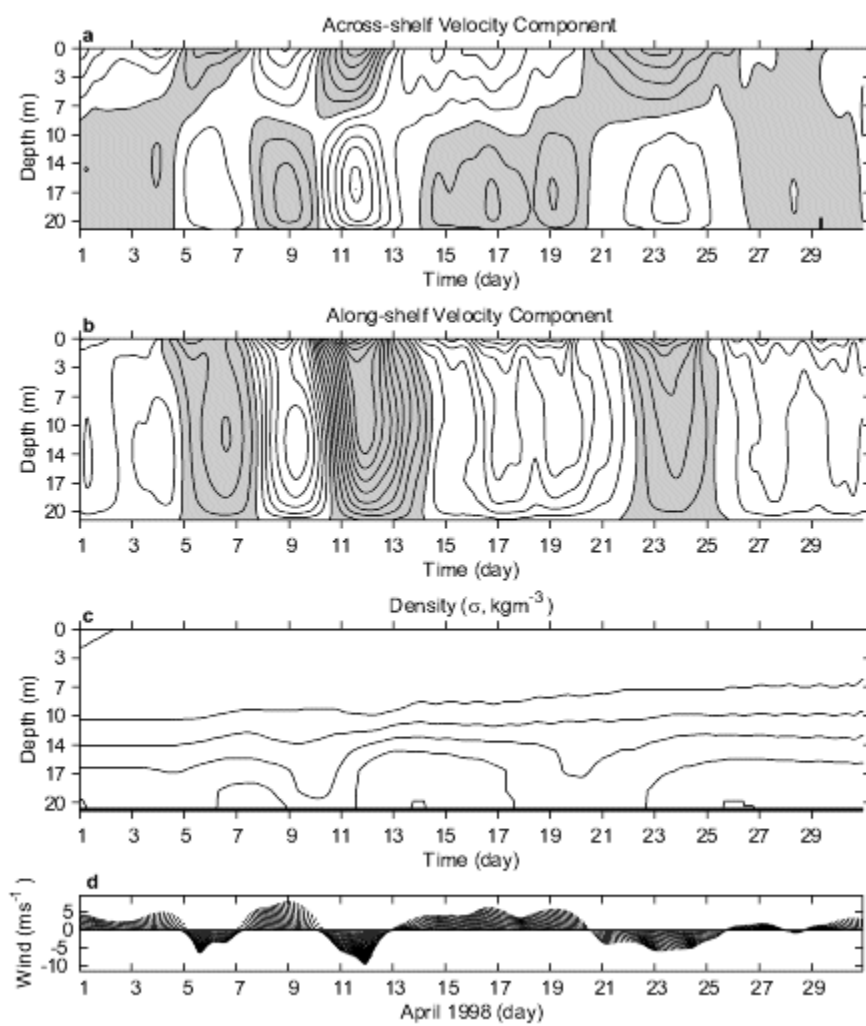 a
Across-shelf Velocity Component
Depth (m)
0
3
7
10
14
17
20
1 3 5 7 9 11 13 15 17 19 21 23 25 27 29
Time (day)
b
Along-shelf Velocity Component
Depth (m)
0
3
7
10
14
17
20
1 3 5 7 9 11 13 15 17 19 21 23 25 27 29
Time (day)
c
Density (σ, kgm⁻³)
Depth (m)
0
3
7
10
14
17
20
1 3 5 7 9 11 13 15 17 19 21 23 25 27 29
Time (day)
d
Wind (ms⁻¹)
5
0
-5
-10
1 3 5 7 9 11 13 15 17 19 21 23 25 27 29
April 1998 (day)